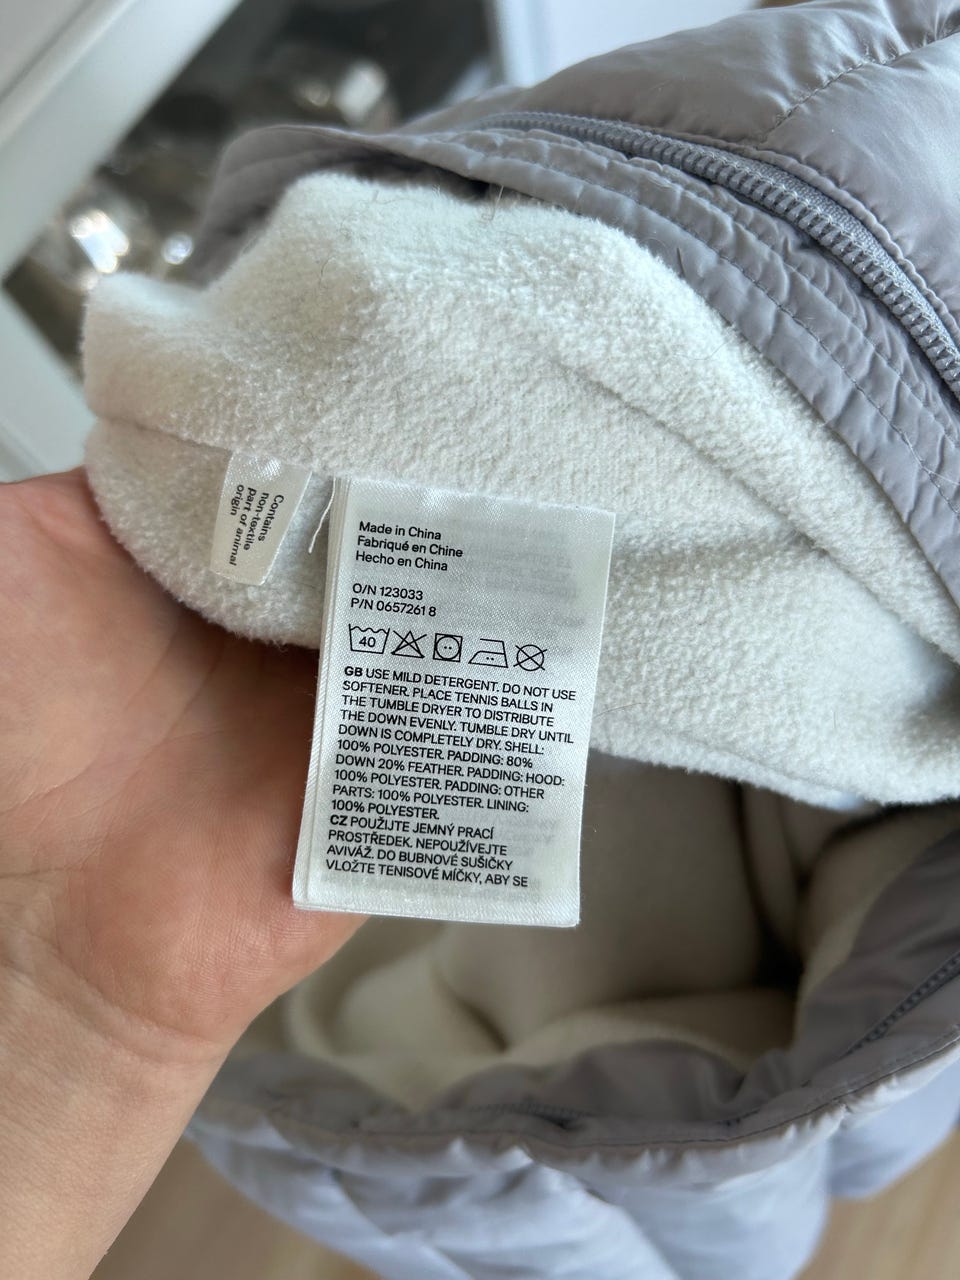 Contains
non-textile
part of animal
origin
Made in China
Fabriqué en Chine
Hecho en China
O/N 123033
P/N 0657261 8
40
GB USE MILD DETERGENT. DO NOT USE
SOFTENER. PLACE TENNIS BALLS IN
THE TUMBLE DRYER TO DISTRIBUTE
THE DOWN EVENLY. TUMBLE DRY UNTIL
DOWN IS COMPLETELY DRY. SHELL:
100% POLYESTER. PADDING: 80%
DOWN 20% FEATHER. PADDING: HOOD:
100% POLYESTER. PADDING: OTHER
PARTS: 100% POLYESTER. LINING:
100% POLYESTER.
CZ POUŽIJTE JEMNÝ PRACÍ
PROSTŘEDEK. NEPOUŽÍVEJTE
AVIVÁŽ. DO BUBNOVÉ SUŠIČKY
VLOŽTE TENISOVÉ MÍČKY, ABY SE